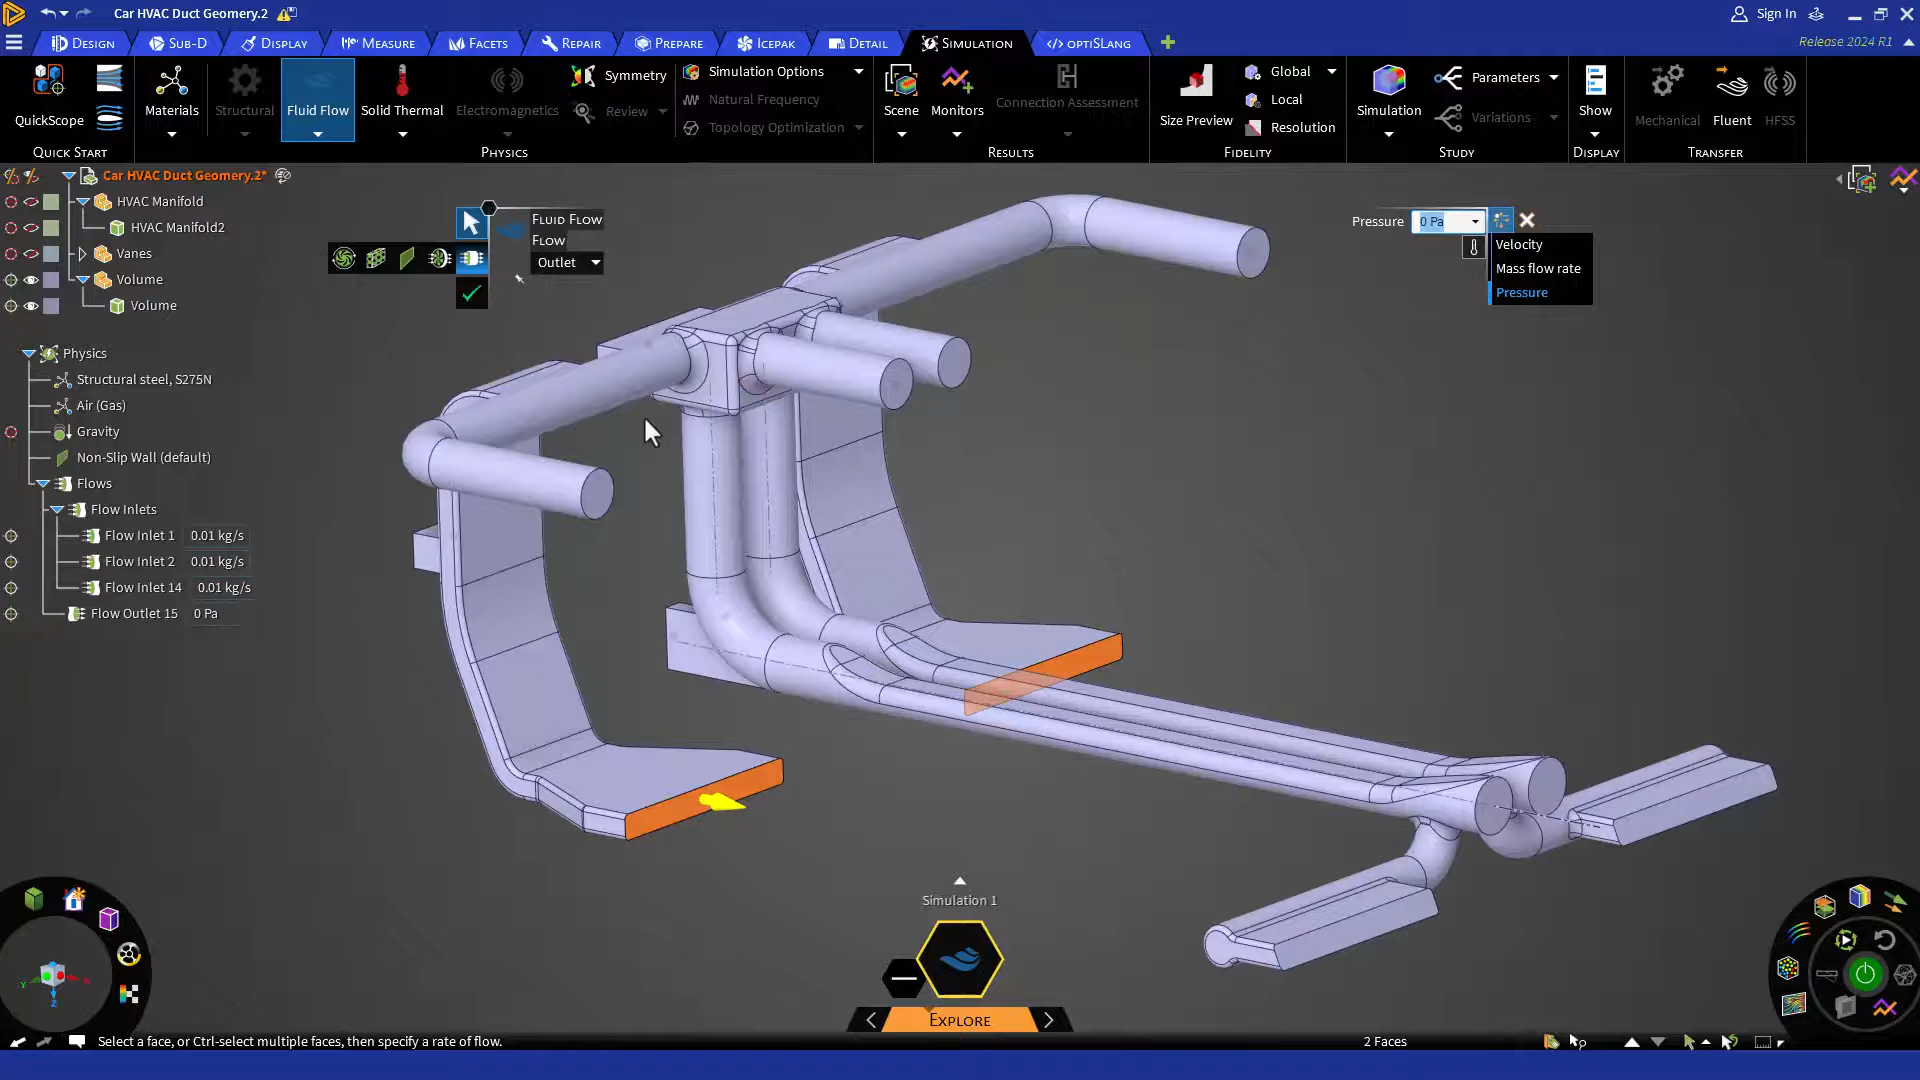 Car HVAC Duct Geomery.2
Sign In
Design
Sub-D
Display
Measure
Facets
Repair
Prepare
Icepak
Detail
Simulation
optiSLang
Release 2024 R1
QuickScope
Quick Start
Materials
Structural
Fluid Flow
Solid Thermal
Electromagnetics
Symmetry
Review
Simulation Options
Natural Frequency
Topology Optimization
Physics
Scene
Monitors
Connection Assessment
Results
Size Preview
Global
Local
Resolution
Fidelity
Simulation
Parameters
Variations
Study
Show
Display
Mechanical
Fluent
HFSS
Transfer
Car HVAC Duct Geomery.2*
HVAC Manifold
HVAC Manifold2
Vanes
Volume
Volume
Physics
Structural steel, S275N
Air (Gas)
Gravity
Non-Slip Wall (default)
Flows
Flow Inlets
Flow Inlet 1 0.01 kg/s
Flow Inlet 2 0.01 kg/s
Flow Inlet 14 0.01 kg/s
Flow Outlet 15 0 Pa
Fluid Flow
Flow
Outlet
Pressure 0 Pa
Velocity
Mass flow rate
Pressure
Simulation 1
Explore
X
Y
Z
Select a face, or Ctrl-select multiple faces, then specify a rate of flow.
2 Faces